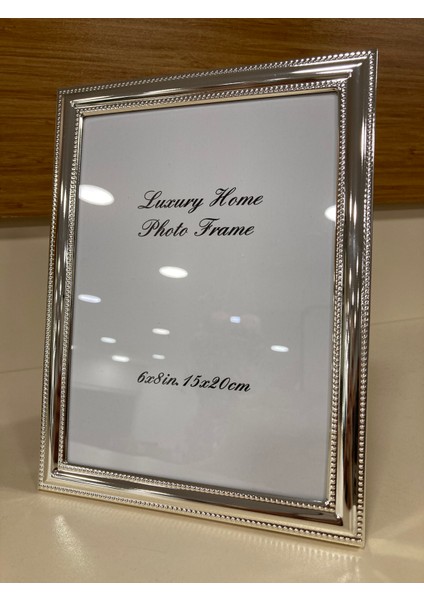 Luxury Home
Photo Frame
6x8in. 15x20cm